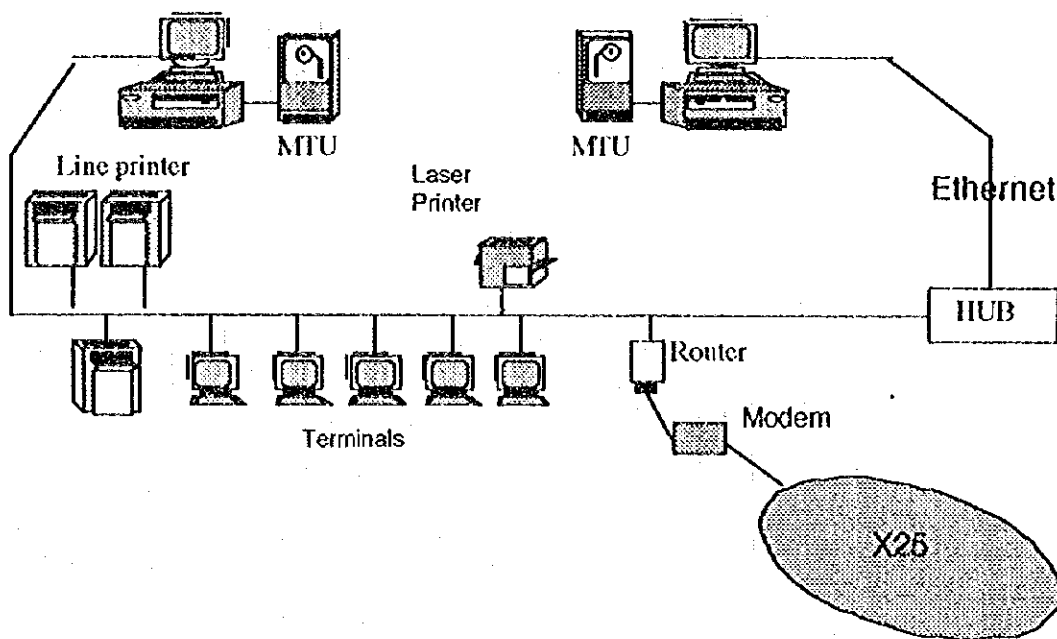 MTU
MTU
Line printer
Laser
Printer
Ethernet
HUB
Router
Modem
Terminals
X25